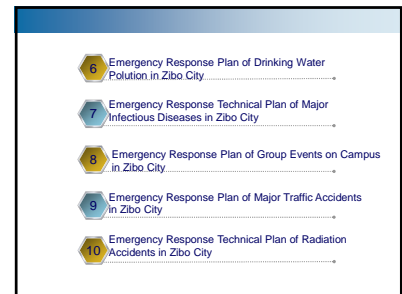 6 Emergency Response Plan of Drinking Water
Polution in Zibo City
7 Emergency Response Technical Plan of Major
Infectious Diseases in Zibo City
8 Emergency Response Plan of Group Events on Campus
in Zibo City
9 Emergency Response Plan of Major Traffic Accidents
in Zibo City
10 Emergency Response Technical Plan of Radiation
Accidents in Zibo City